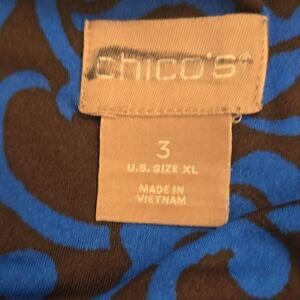 chico's®
3
U.S. SIZE XL
MADE IN
VIETNAM